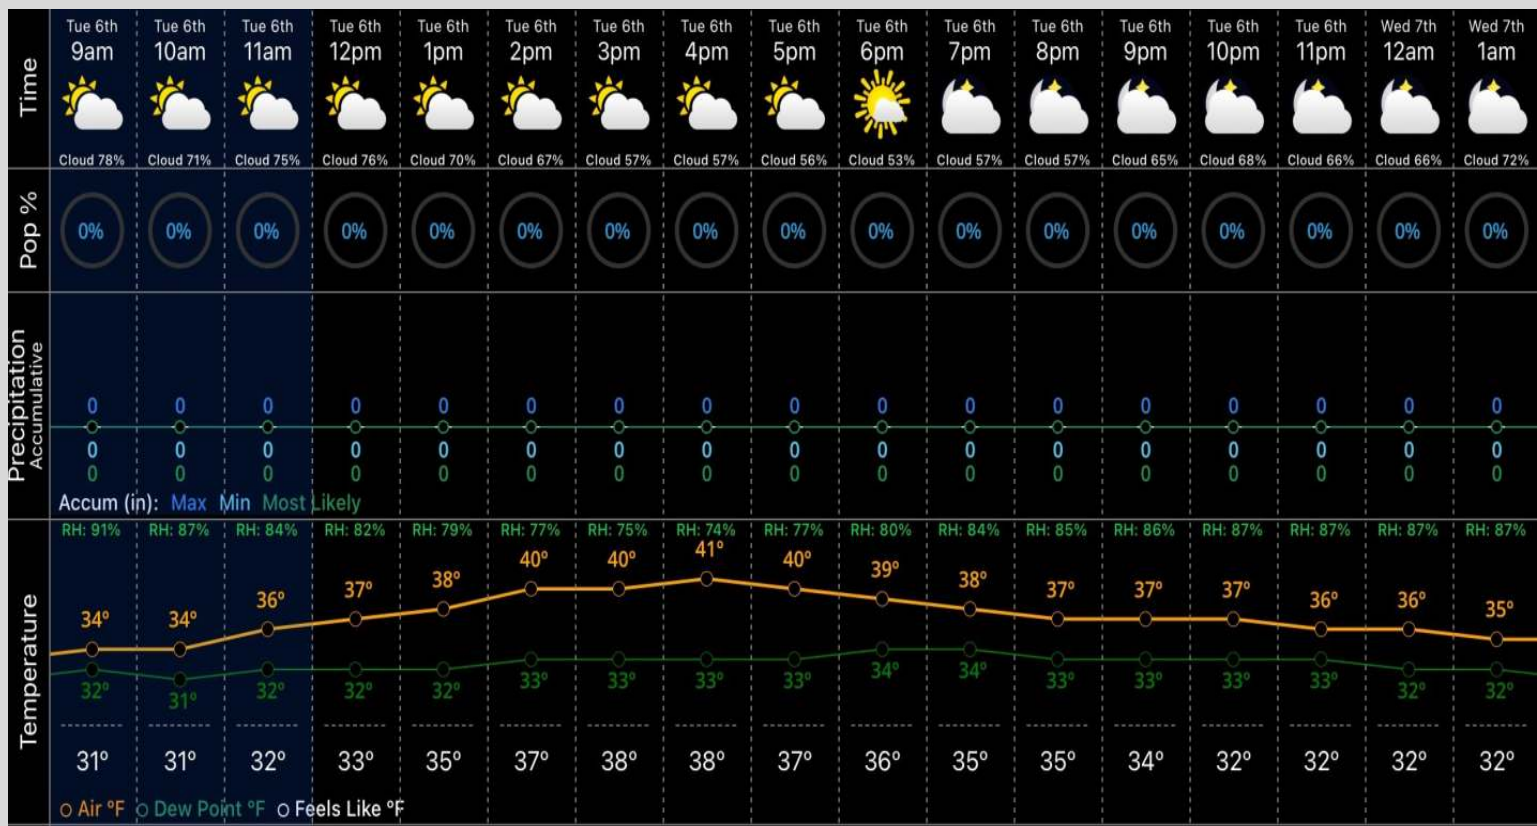 Time
Tue 6th Tue 6th Tue 6th Tue 6th Tue 6th Tue 6th Tue 6th Tue 6th Tue 6th Tue 6th Tue 6th Tue 6th Tue 6th Tue 6th Tue 6th Wed 7th Wed 7th
9am 10am 11am 12pm 1pm 2pm 3pm 4pm 5pm 6pm 7pm 8pm 9pm 10pm 11pm 12am 1am
Cloud 78% Cloud 71% Cloud 75% Cloud 76% Cloud 70% Cloud 67% Cloud 57% Cloud 57% Cloud 56% Cloud 53% Cloud 57% Cloud 57% Cloud 65% Cloud 68% Cloud 66% Cloud 66% Cloud 72%
Pop %
0% 0% 0% 0% 0% 0% 0% 0% 0% 0% 0% 0% 0% 0% 0% 0% 0%
Precipitation
Accumulative
0 0 0 0 0 0 0 0 0 0 0 0 0 0 0 0 0
0 0 0 0 0 0 0 0 0 0 0 0 0 0 0 0 0
0 0 0 0 0 0 0 0 0 0 0 0 0 0 0 0 0
Accum (in): Max Min Most Likely
Temperature
RH: 91% RH: 87% RH: 84% RH: 82% RH: 79% RH: 77% RH: 75% RH: 74% RH: 77% RH: 80% RH: 84% RH: 85% RH: 86% RH: 87% RH: 87% RH: 87% RH: 87%
34° 34° 36° 37° 38° 40° 40° 41° 40° 39° 38° 37° 37° 37° 36° 36° 35°
32° 31° 32° 32° 32° 33° 33° 33° 33° 34° 34° 33° 33° 33° 33° 32° 32°
31° 31° 32° 33° 35° 37° 38° 38° 37° 36° 35° 35° 34° 32° 32° 32° 32°
Air °F Dew Point °F Feels Like °F